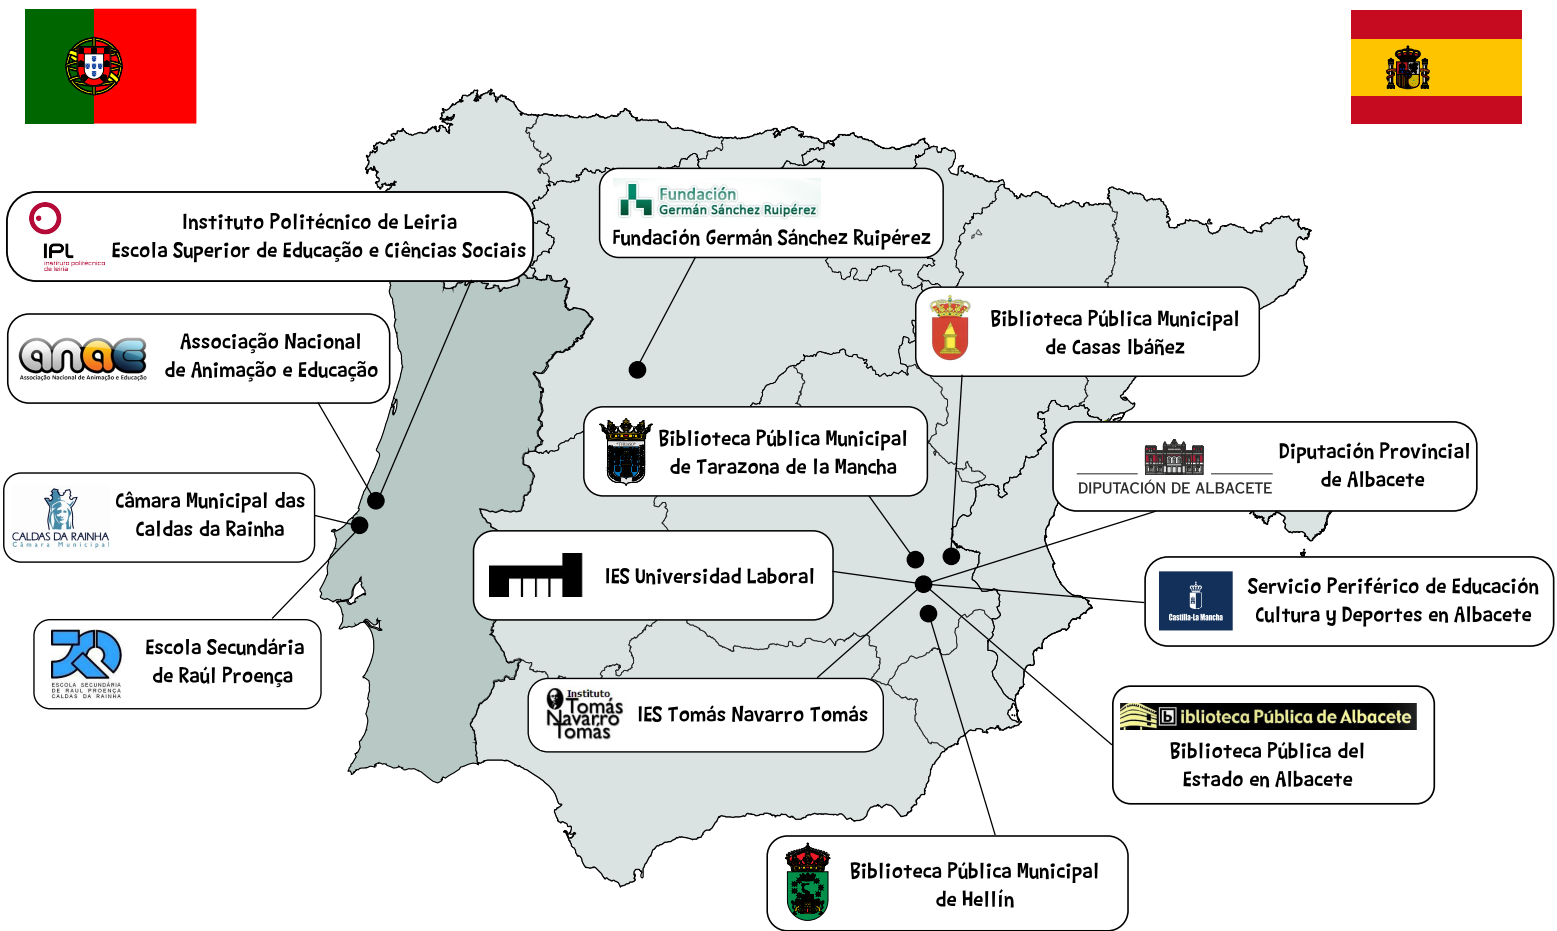 Fundación
Germán Sánchez Ruipérez
Fundación Germán Sánchez Ruipérez
IPL
instituto politécnico
de leiria
Instituto Politécnico de Leiria
Escola Superior de Educação e Ciências Sociais
Biblioteca Pública Municipal
de Casas Ibáñez
anae
Associação Nacional de Animação e Educação
Associação Nacional
de Animação e Educação
Biblioteca Pública Municipal
de Tarazona de la Mancha
DIPUTACIÓN DE ALBACETE
Diputación Provincial
de Albacete
CALDAS DA RAINHA
Câmara Municipal
Câmara Municipal das
Caldas da Rainha
IES Universidad Laboral
Castilla-La Mancha
Servicio Periférico de Educación
Cultura y Deportes en Albacete
ESCOLA SECUNDÁRIA
DE RAUL PROENÇA
CALDAS DA RAINHA
Escola Secundária
de Raúl Proença
Instituto
Tomás
Navarro
Tomás
IES Tomás Navarro Tomás
Biblioteca Pública de Albacete
Biblioteca Pública del
Estado en Albacete
Biblioteca Pública Municipal
de Hellín